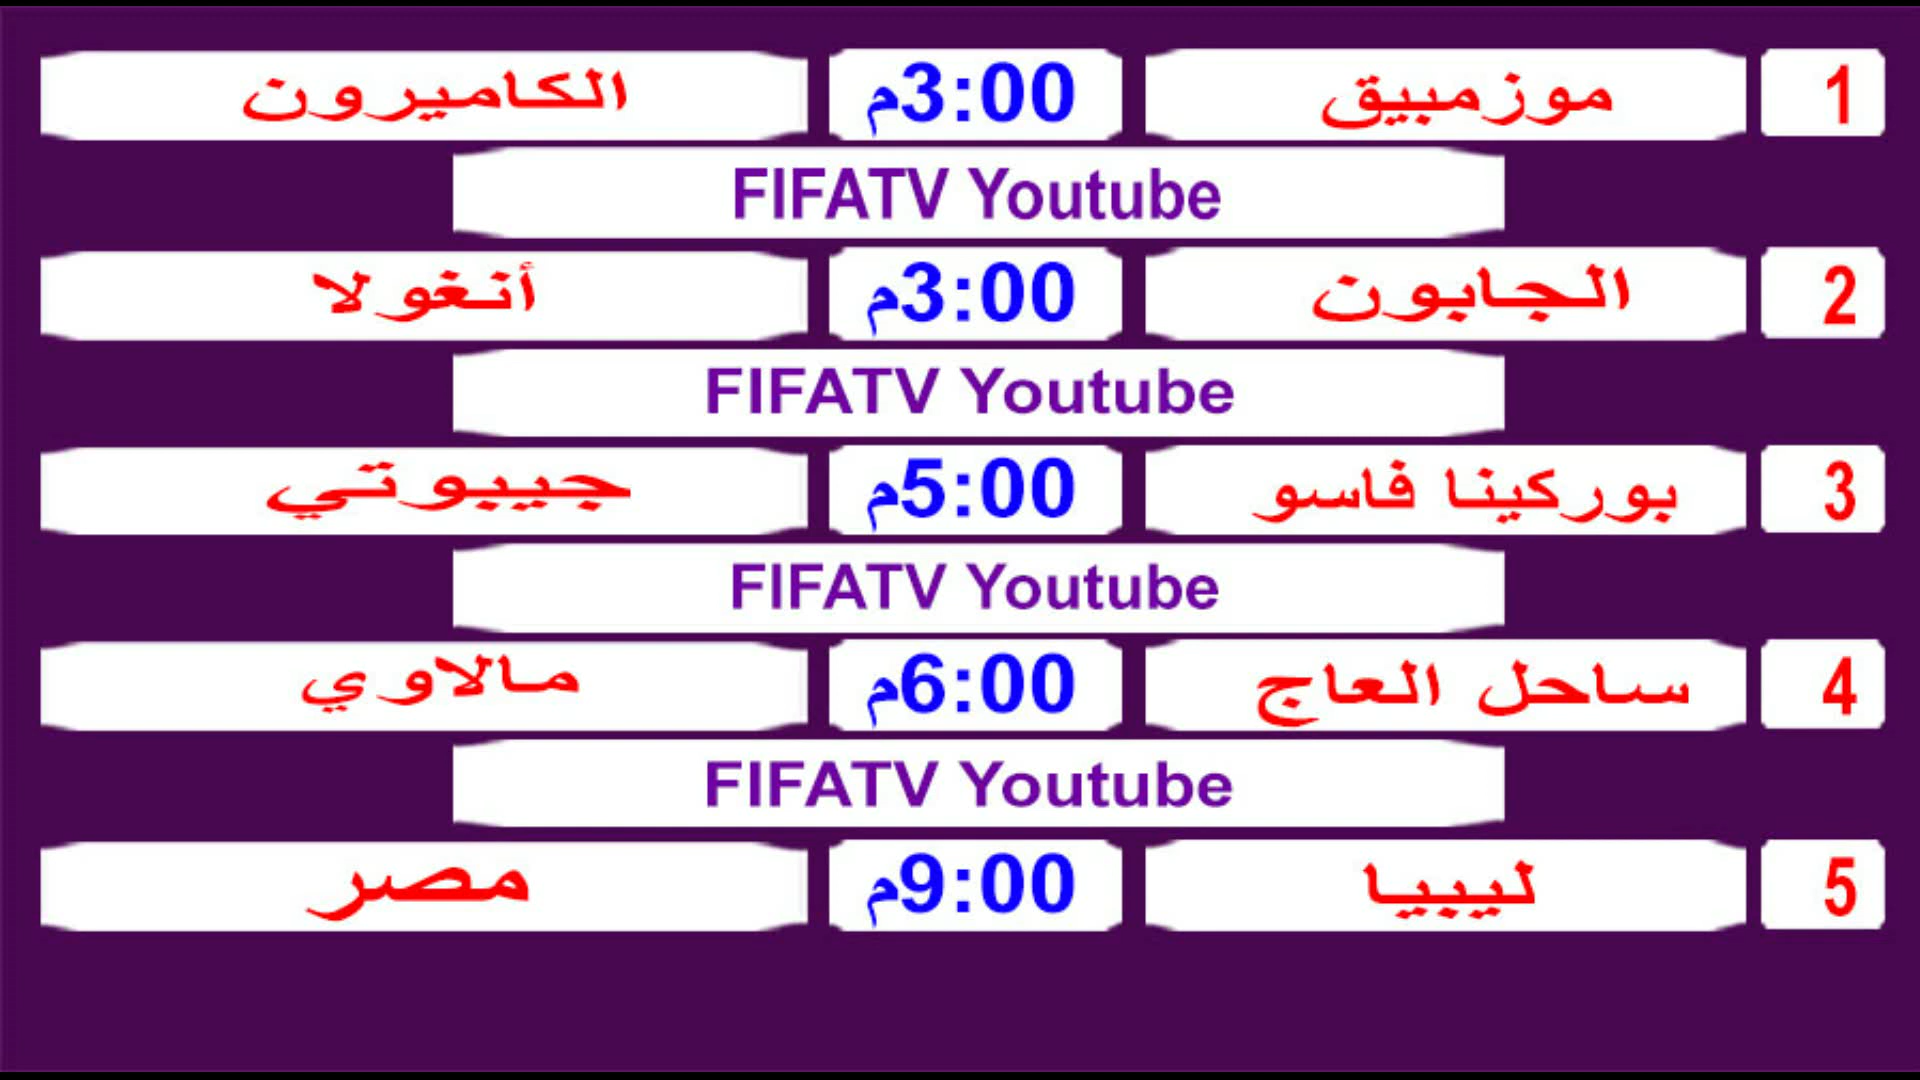 1 موزمبيق 3:00م الكاميرون
FIFATV Youtube
2 الجابون 3:00م أنغولا
FIFATV Youtube
3 بوركينا فاسو 5:00م جيبوتي
FIFATV Youtube
4 ساحل العاج 6:00م مالاوي
FIFATV Youtube
5 ليبيا 9:00م مصر